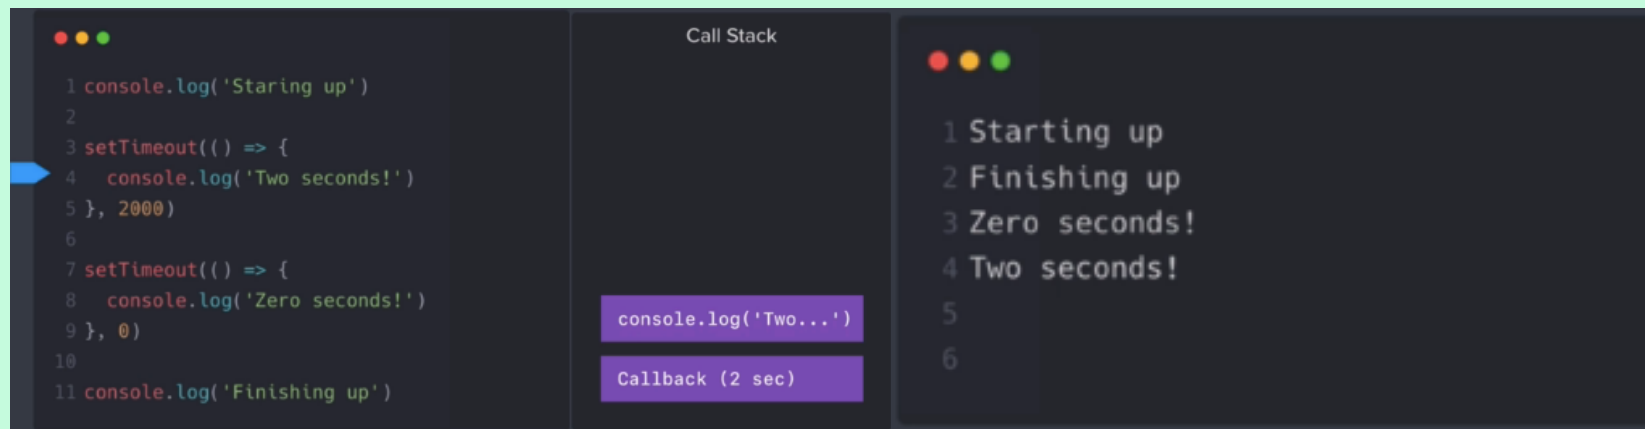 1 console.log('Staring up')
2
3 setTimeout(() => {
4   console.log('Two seconds!')
5 }, 2000)
6
7 setTimeout(() => {
8   console.log('Zero seconds!')
9 }, 0)
10
11 console.log('Finishing up')
Call Stack
console.log('Two...')
Callback (2 sec)
1 Starting up
2 Finishing up
3 Zero seconds!
4 Two seconds!
5
6